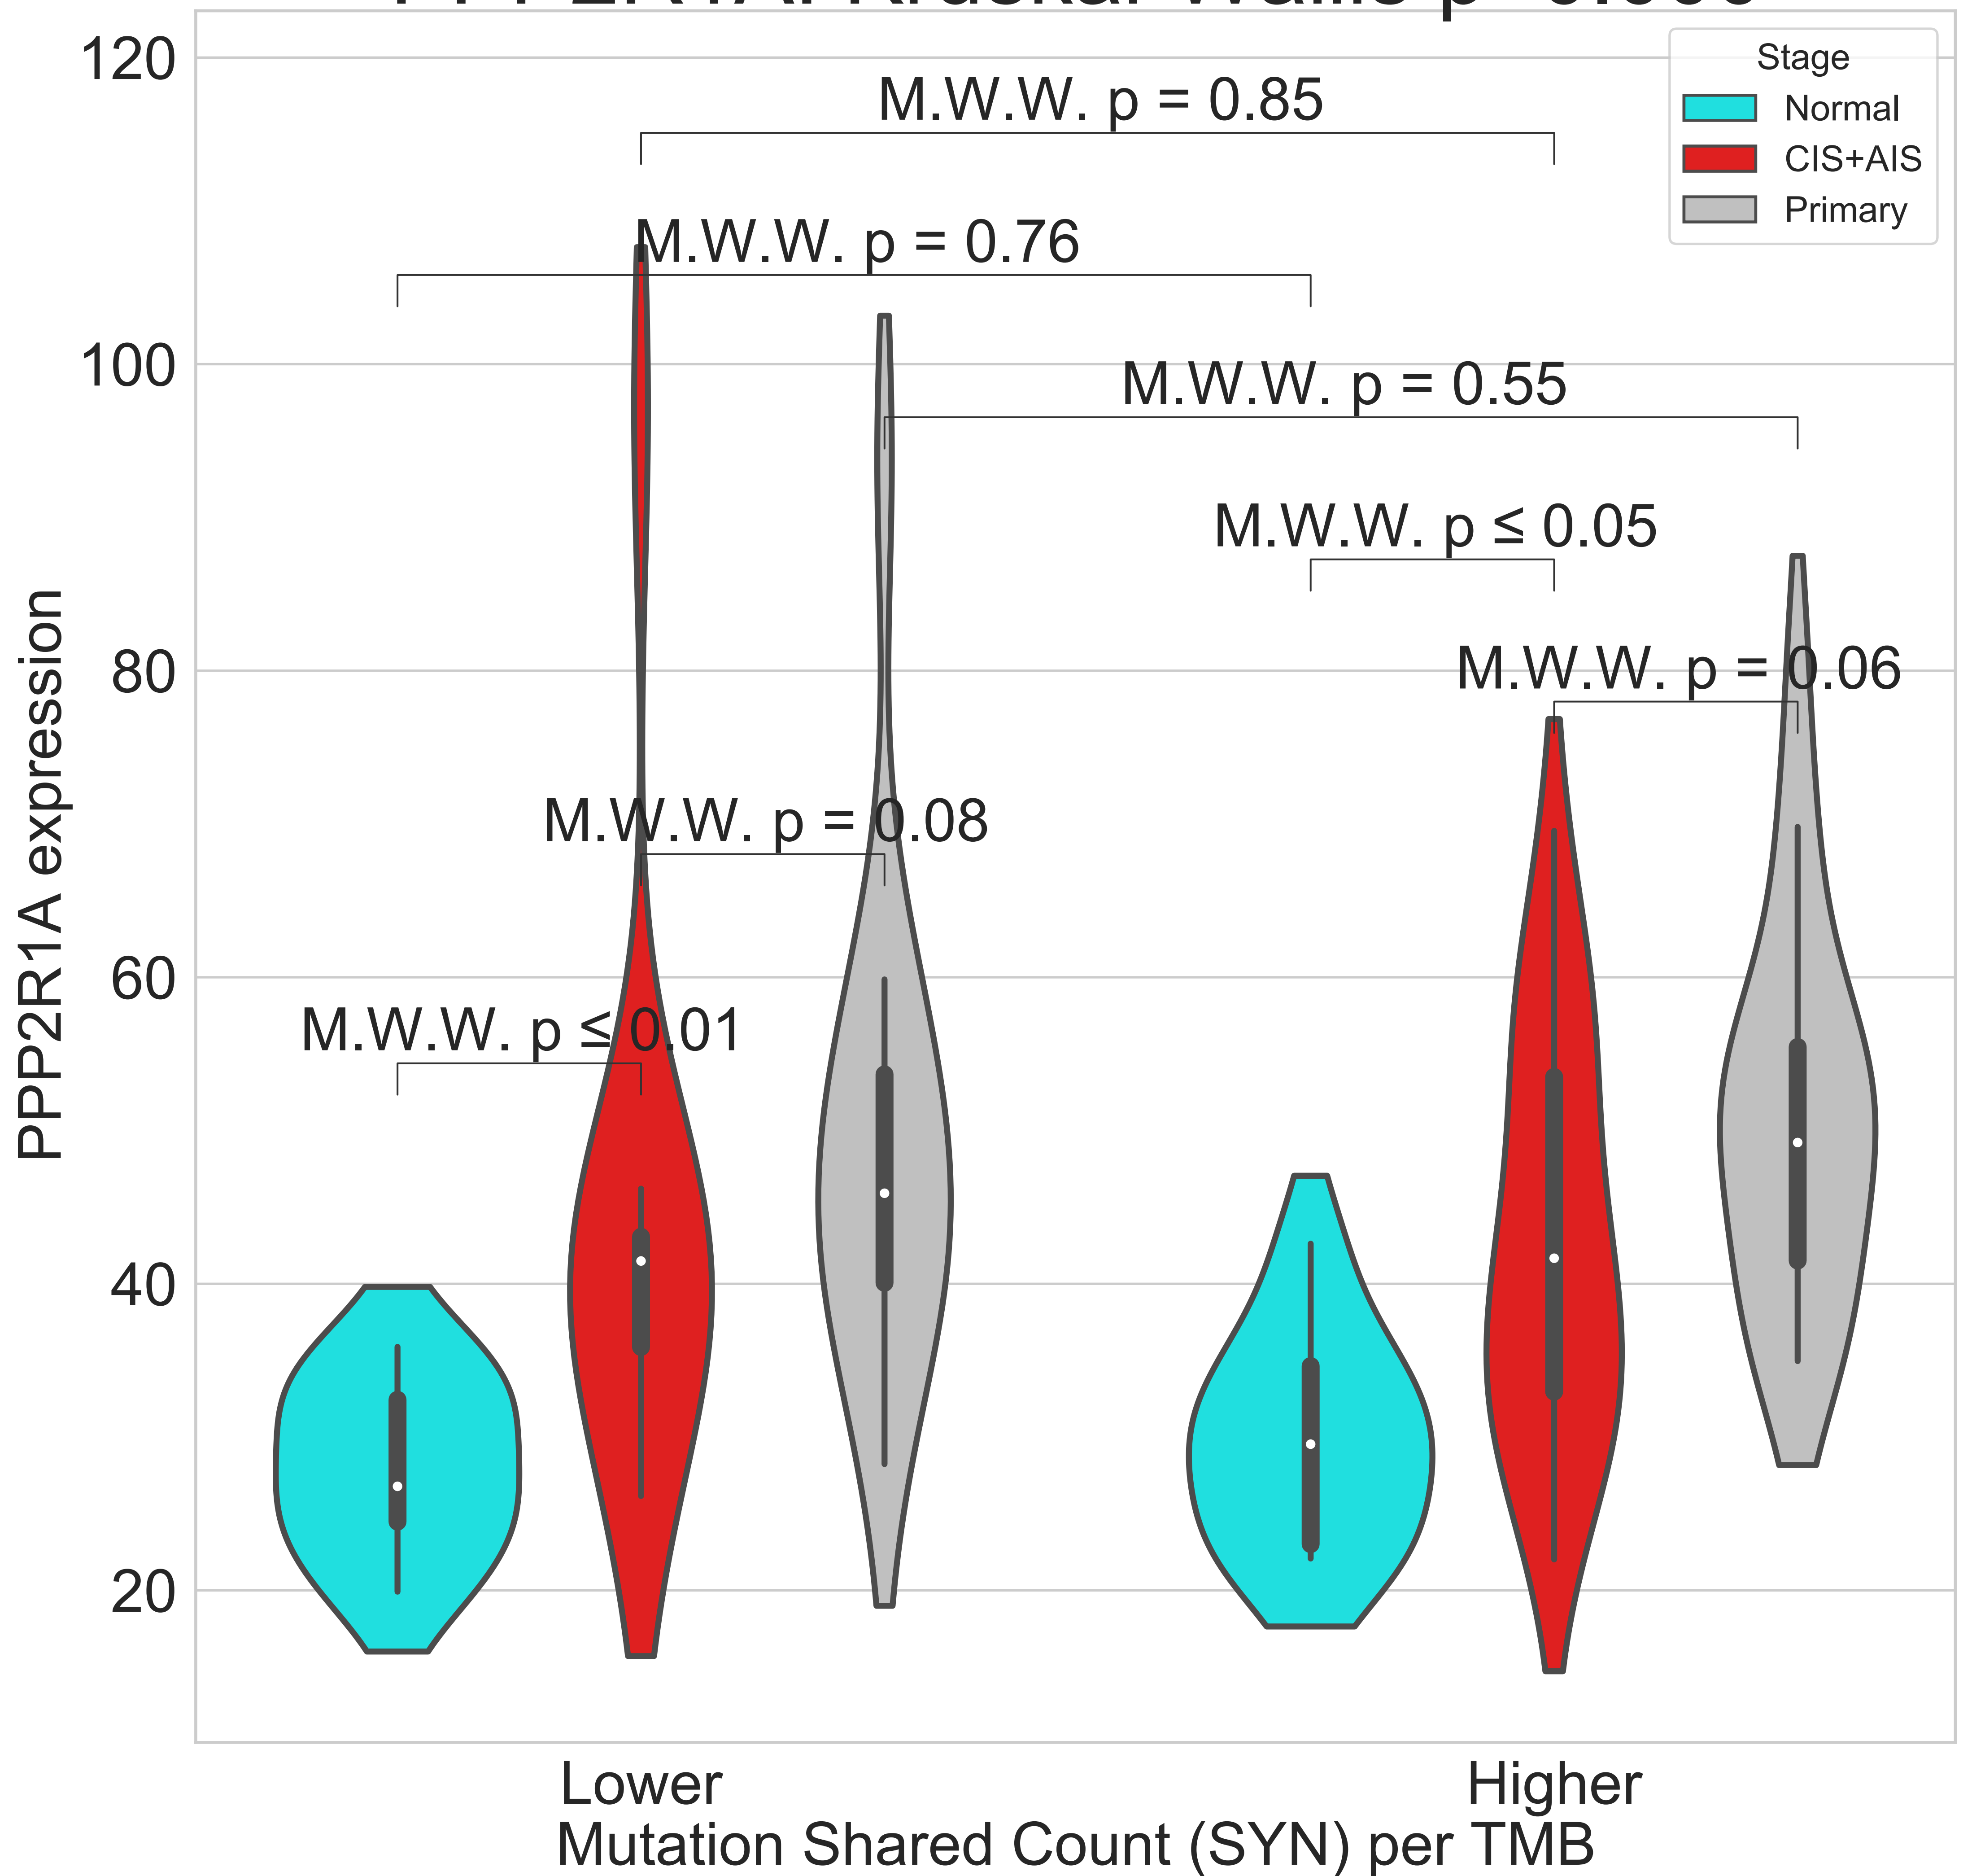 120
Stage
Normal
CIS+AIS
Primary
M.W.W. p = 0.85
M.W.W. p = 0.76
100
M.W.W. p = 0.55
M.W.W. p ≤ 0.05
80
M.W.W. p = 0.06
M.W.W. p = 0.08
PPP2R1A expression
60
M.W.W. p ≤ 0.01
40
20
Lower
Higher
Mutation Shared Count (SYN) per TMB